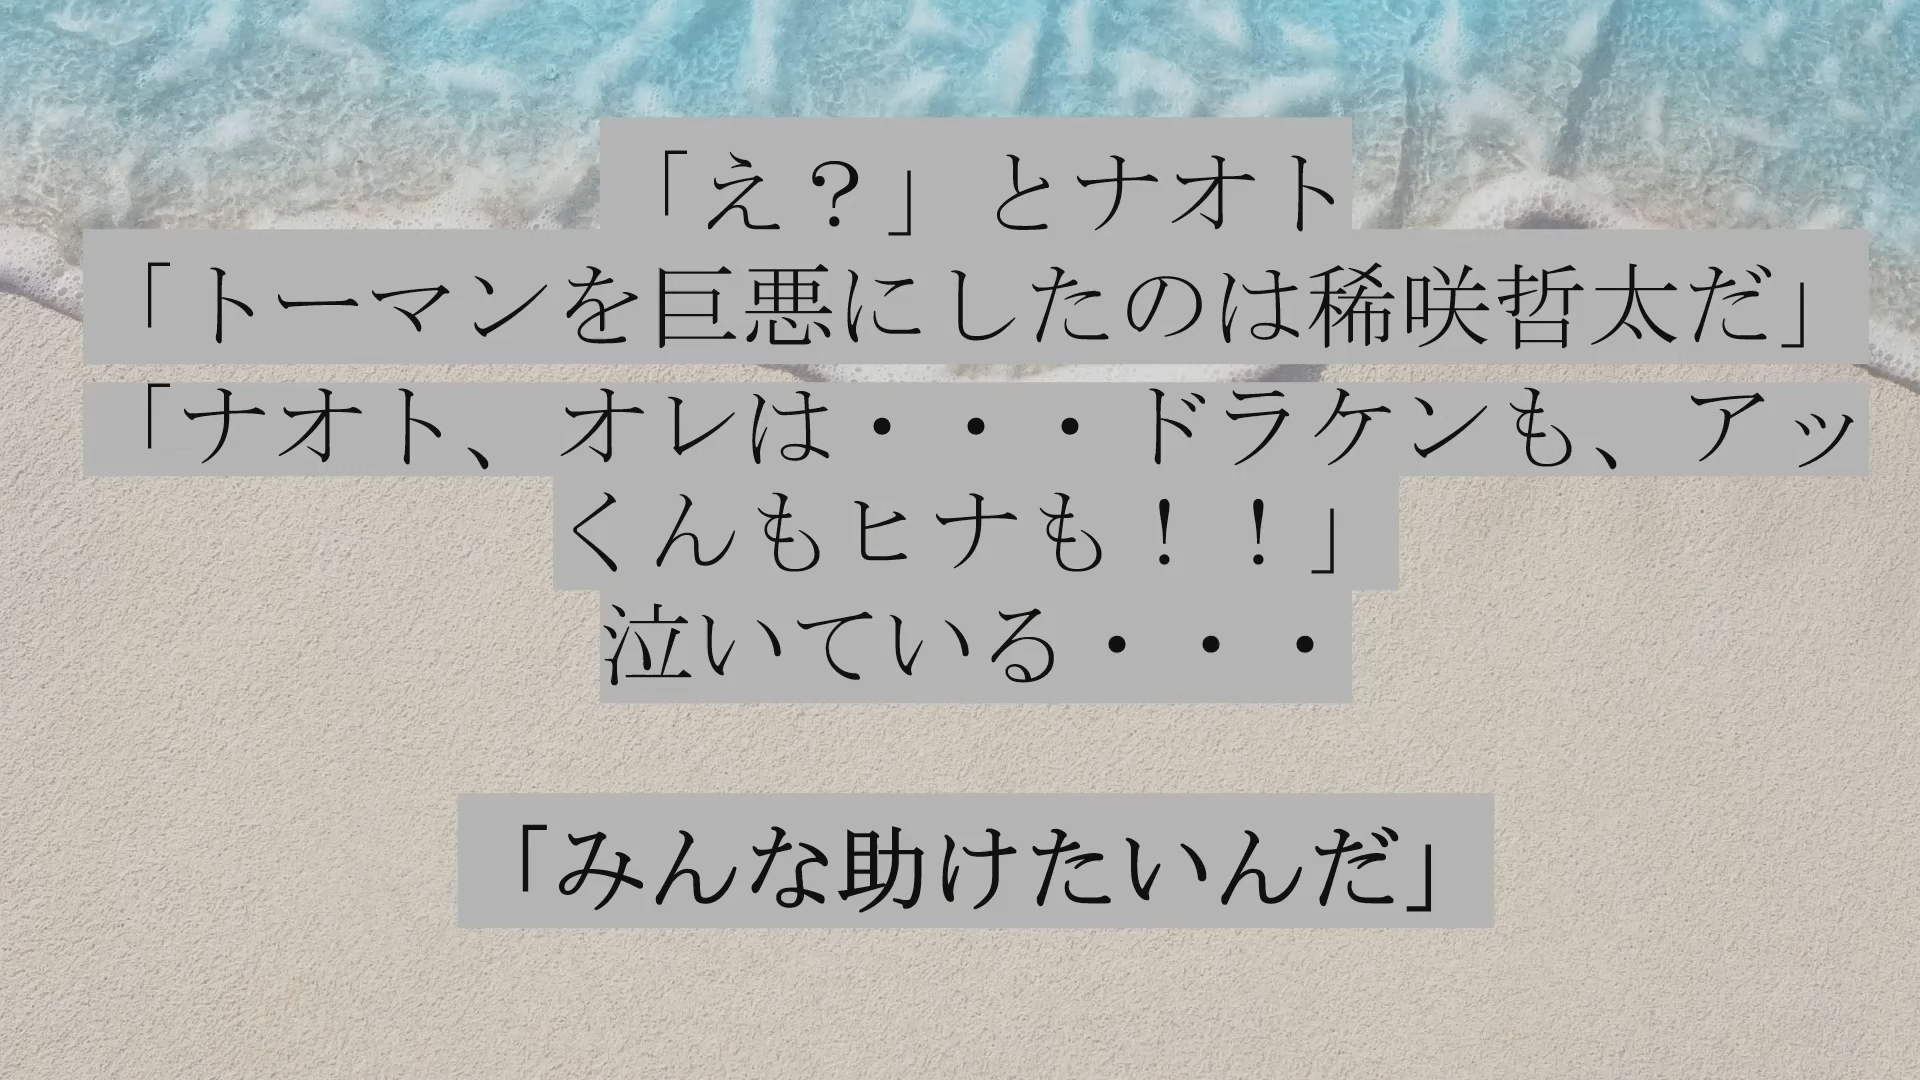 「え？」とナオト
「トーマンを巨悪にしたのは稀咲哲太だ」
「ナオト、オレは・・・ドラケンも、アッ
くんもヒナも！！」
泣いている・・・
「みんな助けたいんだ」